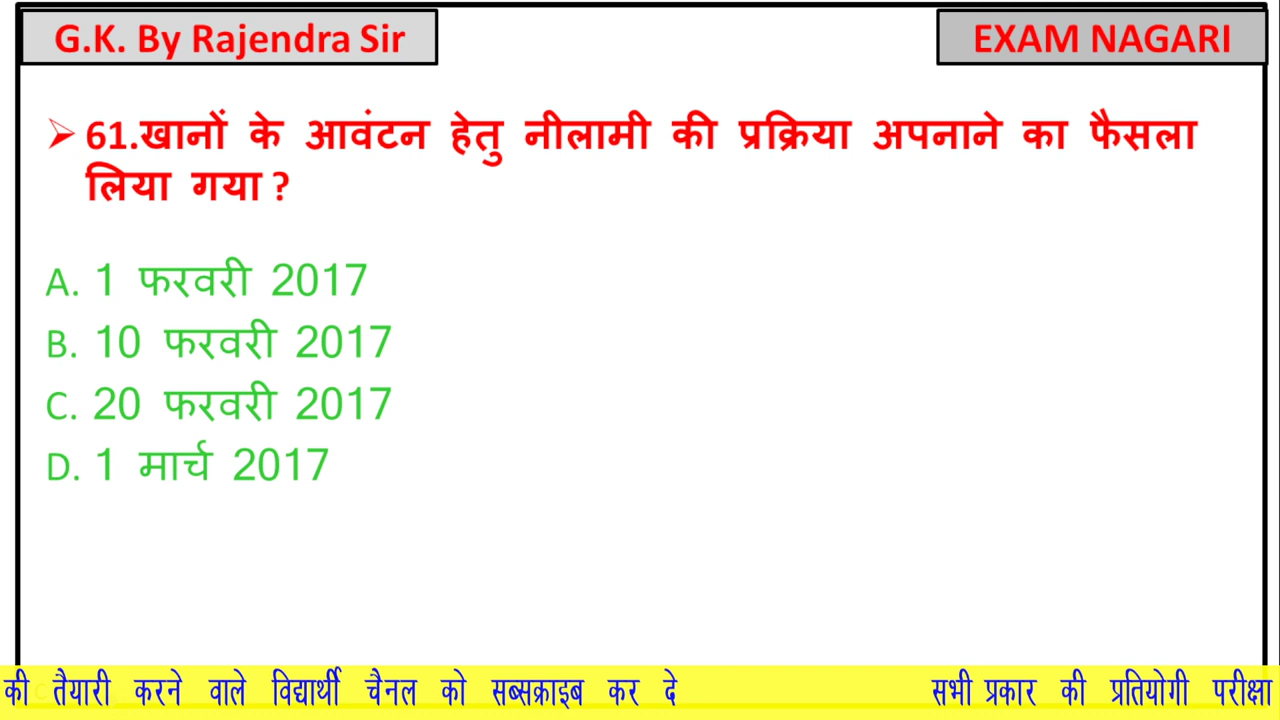 G.K. By Rajendra Sir
EXAM NAGARI
➢ 61.खानों के आवंटन हेतु नीलामी की प्रक्रिया अपनाने का फैसला
लिया गया ?
A. 1 फरवरी 2017
B. 10 फरवरी 2017
C. 20 फरवरी 2017
D. 1 मार्च 2017
की तैयारी करने वाले विद्यार्थी चैनल को सब्सक्राइब कर दे सभी प्रकार की प्रतियोगी परीक्षा